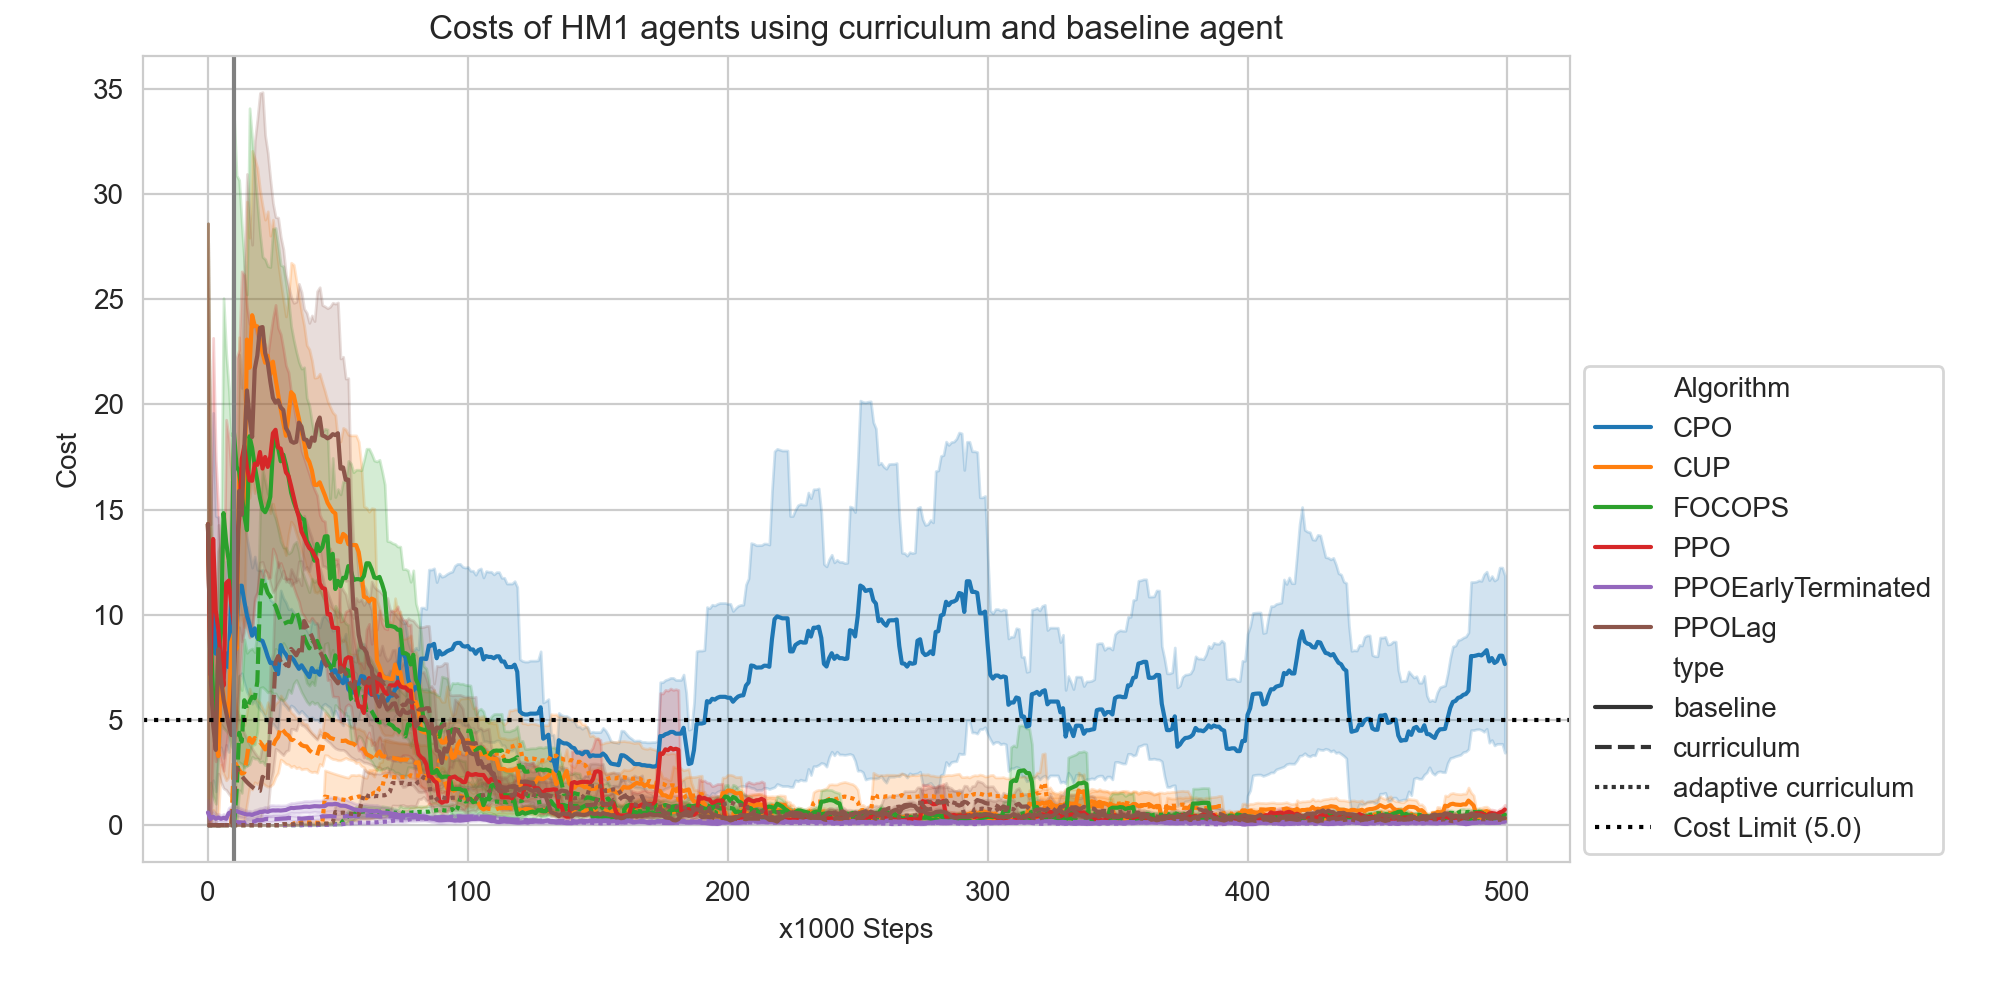 Costs of HM1 agents using curriculum and baseline agent
35
30
25
20
15
10
5
0
Cost
0 100 200 300 400 500
x1000 Steps
Algorithm
CPO
CUP
FOCOPS
PPO
PPOEarlyTerminated
PPOLag
type
baseline
curriculum
adaptive curriculum
Cost Limit (5.0)